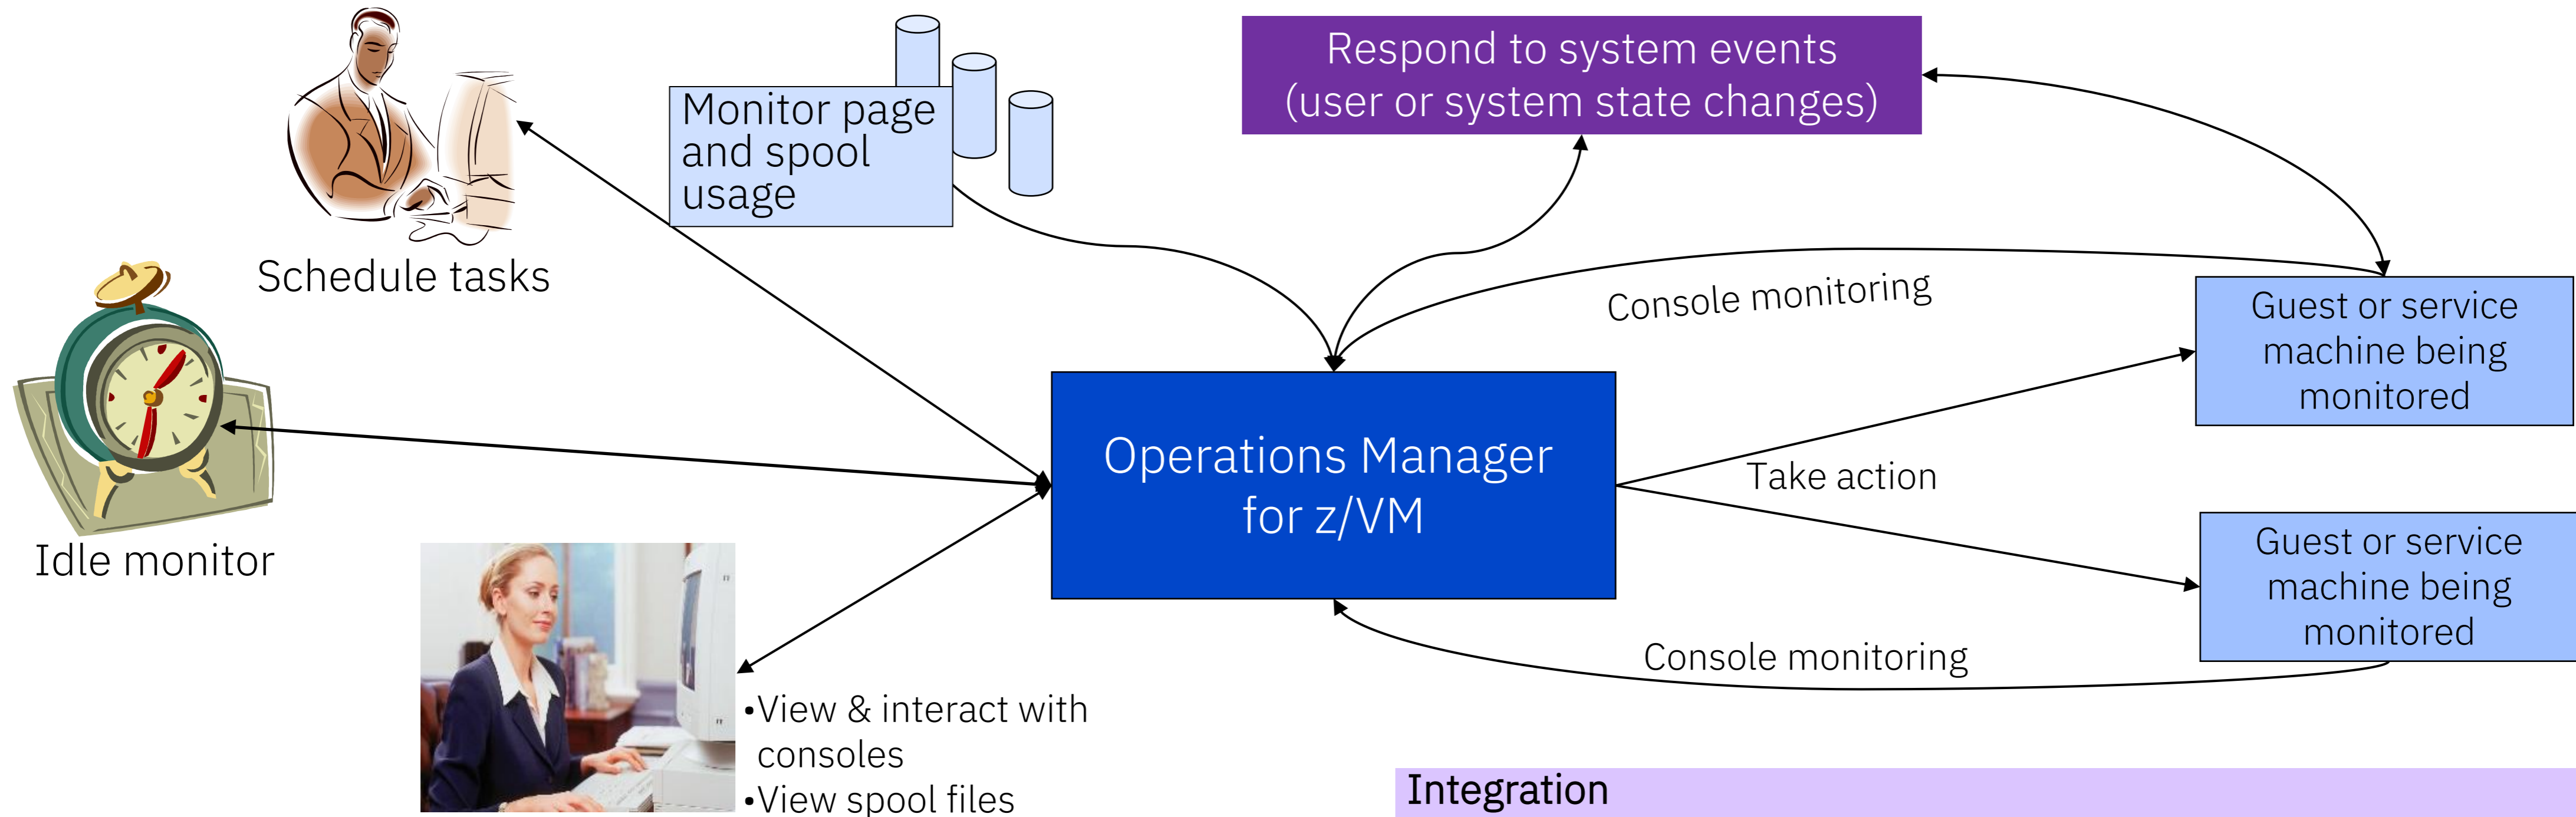 Respond to system events
(user or system state changes)
Monitor page
and spool
usage
Schedule tasks
Console monitoring
Guest or service
machine being
monitored
Operations Manager
for z/VM
Take action
Idle monitor
Guest or service
machine being
monitored
Console monitoring
•View & interact with
consoles
•View spool files
Integration